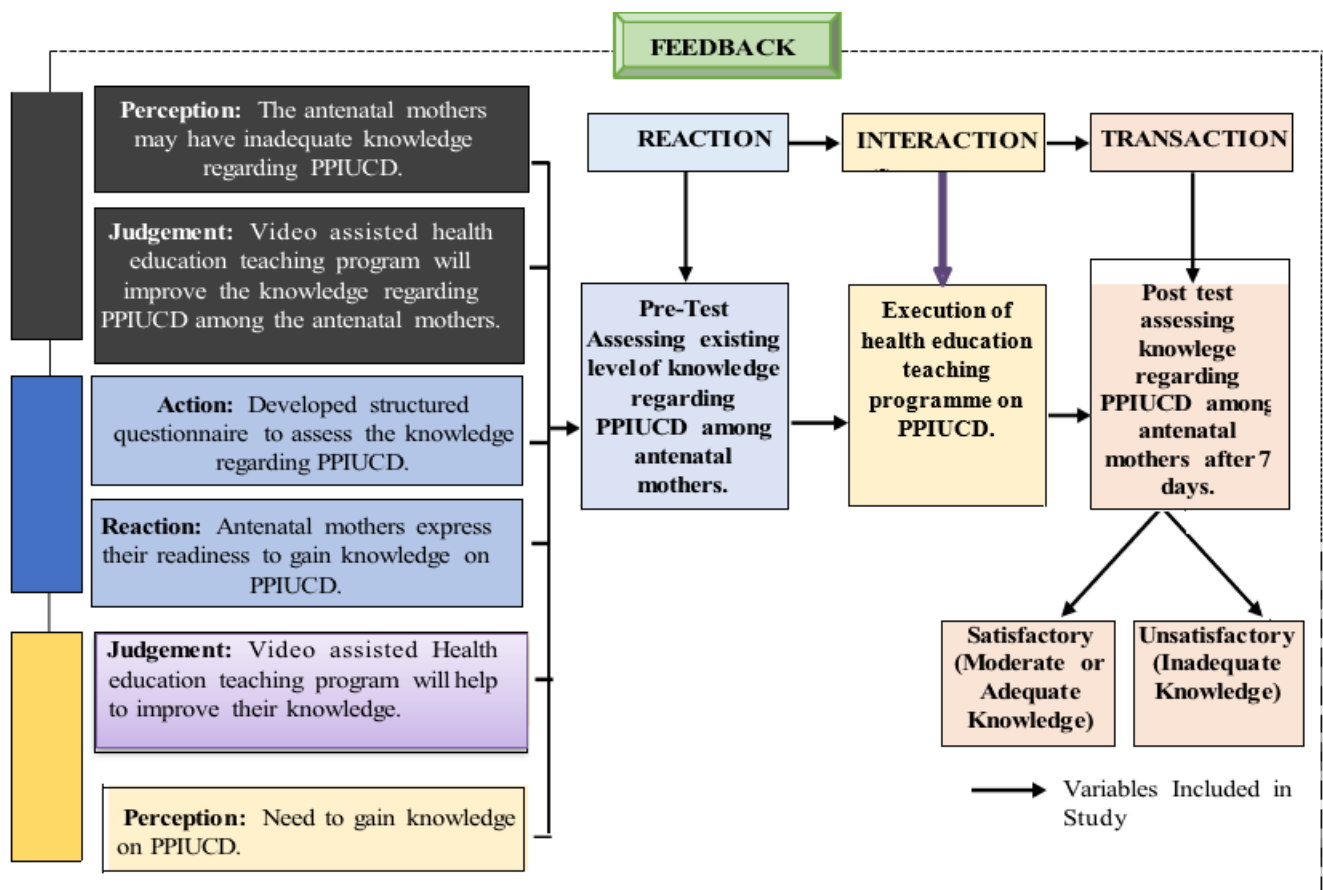 FEEDBACK
Perception: The antenatal mothers
may have inadequate knowledge
regarding PPIUCD.
Judgement: Video assisted health
education teaching program will
improve the knowledge regarding
PPIUCD among the antenatal mothers.
Action: Developed structured
questionnaire to assess the knowledge
regarding PPIUCD.
Reaction: Antenatal mothers express
their readiness to gain knowledge on
PPIUCD.
Judgement: Video assisted Health
education teaching program will help
to improve their knowledge.
Perception: Need to gain knowledge
on PPIUCD.
REACTION
INTERACTION
TRANSACTION
Pre-Test
Assessing existing
level of knowledge
regarding
PPIUCD among
antenatal
mothers.
Execution of
health education
teaching
programme on
PPIUCD.
Post test
assessing
knowlege
regarding
PPIUCD among
antenatal
mothers after 7
days.
Satisfactory
(Moderate or
Adequate
Knowledge)
Unsatisfactory
(Inadequate
Knowledge)
Variables Included in
Study